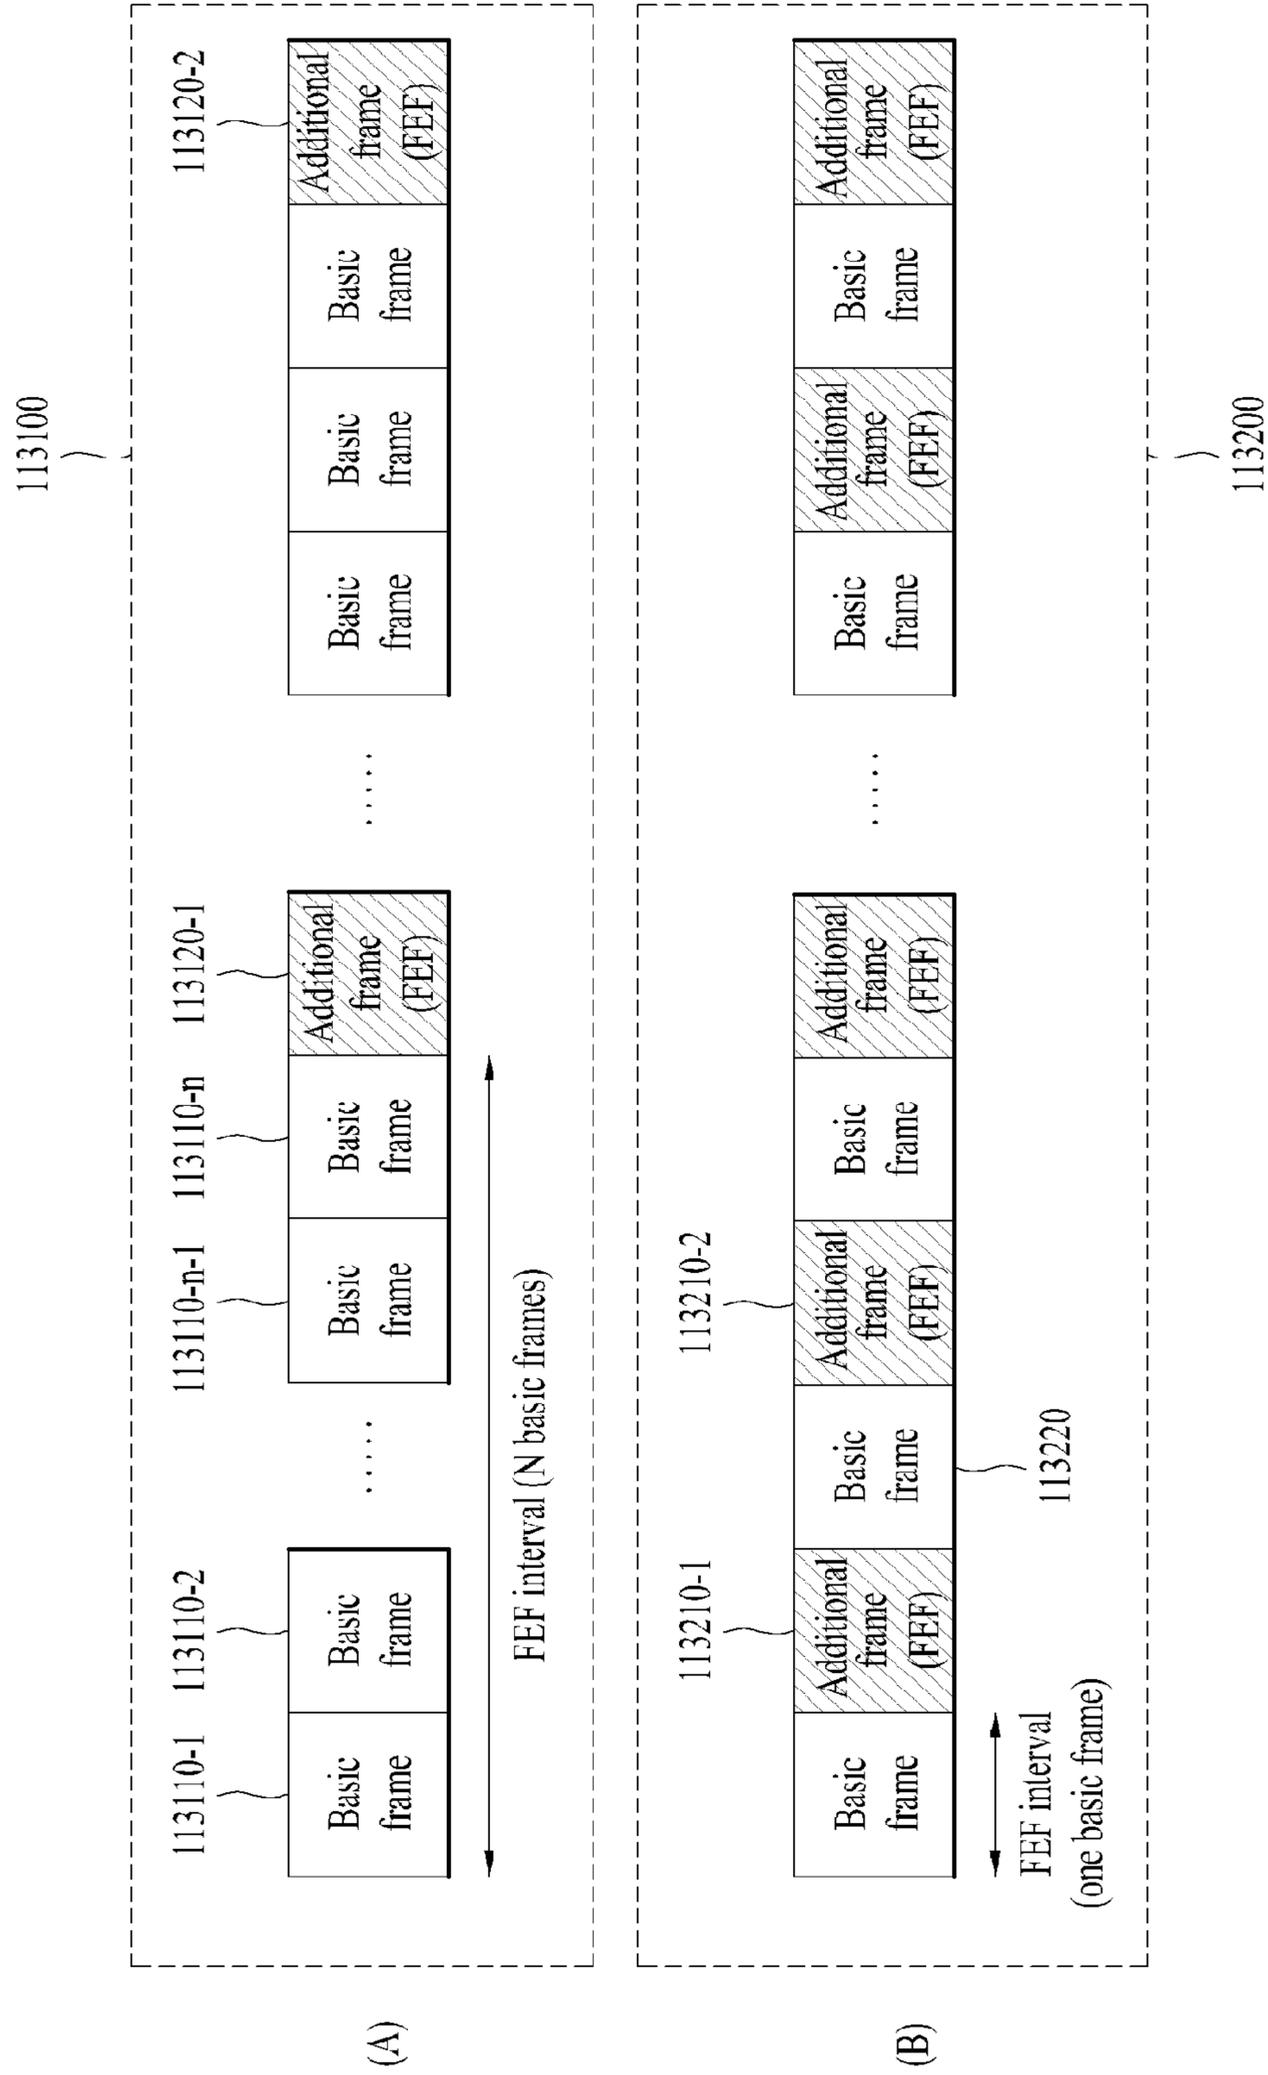 113100
113110-1
113110-2
113110-n-1
113110-n
113120-1
113120-2
(A)
Basic
frame
Basic
frame
.....
Basic
frame
Basic
frame
Additional
frame
(FEF)
.....
Basic
frame
Basic
frame
Basic
frame
Additional
frame
(FEF)
FEF interval (N basic frames)
113210-1
113210-2
(B)
Basic
frame
Additional
frame
(FEF)
Basic
frame
Additional
frame
(FEF)
Basic
frame
Additional
frame
(FEF)
.....
Basic
frame
Additional
frame
(FEF)
Basic
frame
Additional
frame
(FEF)
FEF interval
(one basic frame)
113220
113200